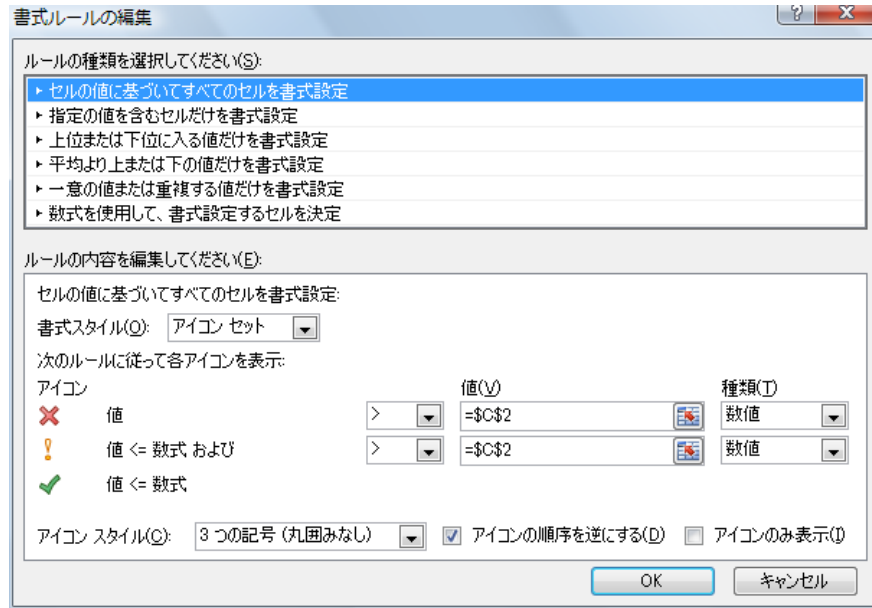 書式ルールの編集
ルールの種類を選択してください(S):
セルの値に基づいてすべてのセルを書式設定
指定の値を含むセルだけを書式設定
上位または下位に入る値だけを書式設定
平均より上または下の値だけを書式設定
一意の値または重複する値だけを書式設定
数式を使用して、書式設定するセルを決定
ルールの内容を編集してください(E):
セルの値に基づいてすべてのセルを書式設定:
書式スタイル(O): アイコン セット
次のルールに従って各アイコンを表示:
アイコン 値(V) 種類(T)
値 > =$C$2 数値
値 <= 数式 および > =$C$2 数値
値 <= 数式
アイコン スタイル(C): 3 つの記号 (丸囲みなし) アイコンの順序を逆にする(D) アイコンのみ表示(I)
OK キャンセル